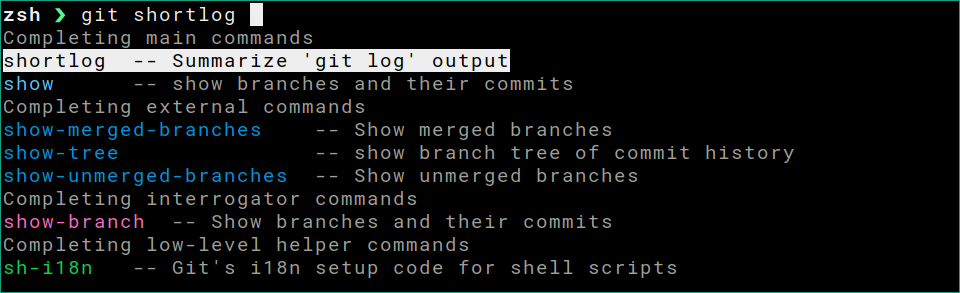 zsh ❯ git shortlog
Completing main commands
shortlog  -- Summarize 'git log' output
show      -- show branches and their commits
Completing external commands
show-merged-branches    -- Show merged branches
show-tree               -- show branch tree of commit history
show-unmerged-branches  -- Show unmerged branches
Completing interrogator commands
show-branch  -- Show branches and their commits
Completing low-level helper commands
sh-i18n   -- Git's i18n setup code for shell scripts